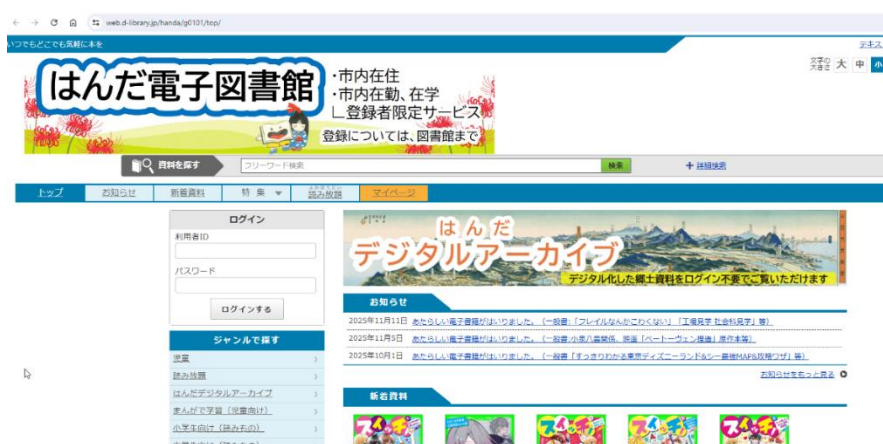 web.d-library.jp/handa/g0101/top/
いつでもどこでも気軽に本を
テキス
文字の大きさ 大 中 小
はんだ電子図書館
・市内在住
・市内在勤、在学
登録者限定サービス
登録については、図書館まで
資料を探す フリーワード検索 検索 + 詳細検索
トップ お知らせ 新着資料 特集 ▼ 読み放題 マイページ
ログイン
利用者ID
パスワード
ログインする
はんだ
デジタルアーカイブ
デジタル化した郷土資料をログイン不要でご覧いただけます
お知らせ
2025年11月11日 あたらしい電子書籍がはいりました。(一般書:「フレイルなんかこわくない」「工場見学 社会科見学」等)
2025年11月5日 あたらしい電子書籍がはいりました。(一般書:小泉八雲関係、映画「ベートーヴェン捏造」原作本等)
2025年10月1日 あたらしい電子書籍がはいりました。(一般書「すっきりわかる東京ディズニーランド&シー最強MAP&攻略ワザ」等)
お知らせをもっと見る
ジャンルで探す
児童
読み放題
はんだデジタルアーカイブ
まんがで学習(児童向け)
小学生向け(読みもの)
新着資料
スイッチ
スイッチ
スイッチ